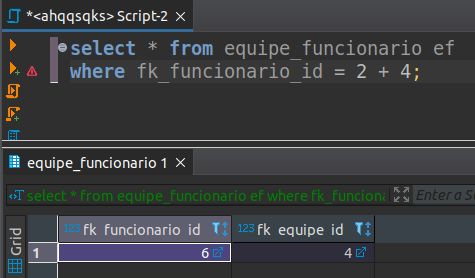 *<ahqqsqks> Script-2
select * from equipe_funcionario ef
where fk_funcionario_id = 2 + 4;
equipe_funcionario 1
select * from equipe_funcionario ef where fk_funciona
Enter a S
Grid
123 fk_funcionario_id
123 fk_equipe_id
1
6
4